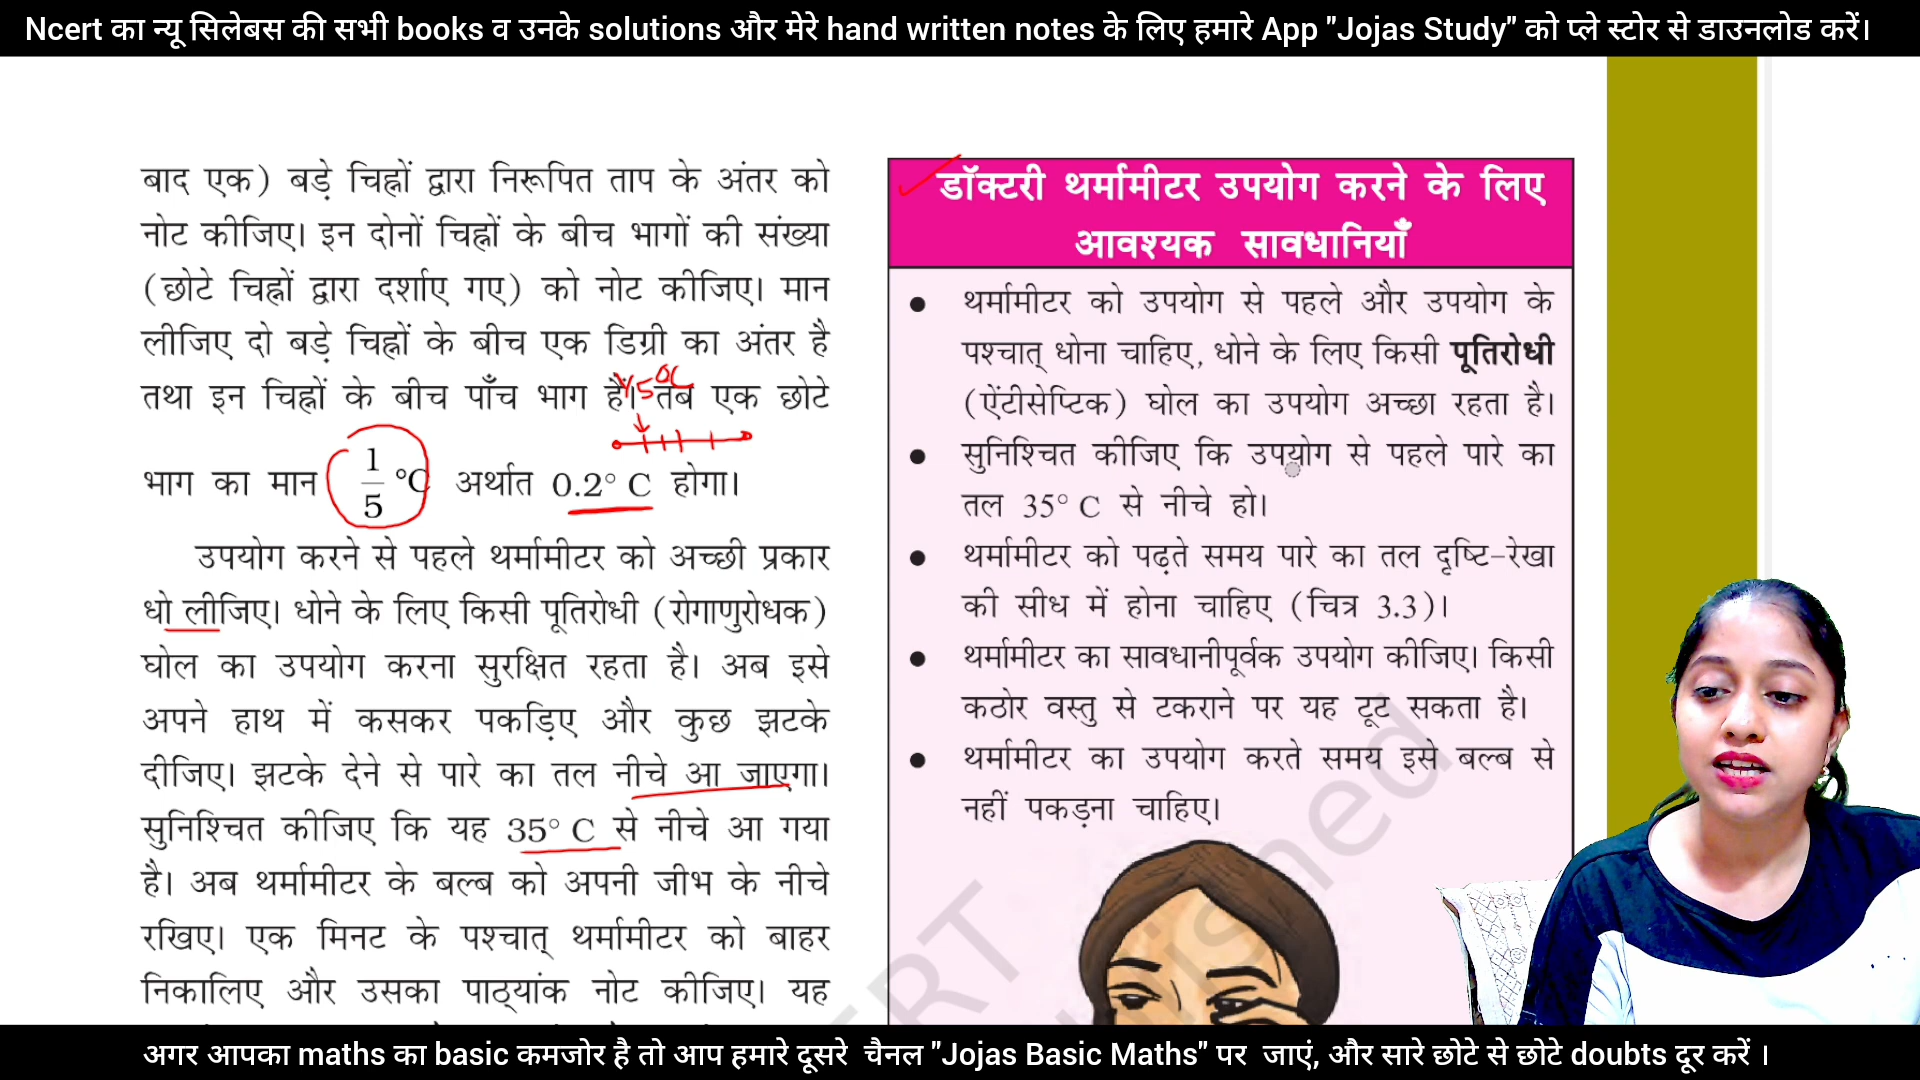 Ncert का न्यू सिलेबस की सभी books व उनके solutions और मेरे hand written notes के लिए हमारे App "Jojas Study" को प्ले स्टोर से डाउनलोड करें।
बाद एक) बड़े चिह्नों द्वारा निरूपित ताप के अंतर को
नोट कीजिए। इन दोनों चिह्नों के बीच भागों की संख्या
(छोटे चिह्नों द्वारा दर्शाए गए) को नोट कीजिए। मान
लीजिए दो बड़े चिह्नों के बीच एक डिग्री का अंतर है
तथा इन चिह्नों के बीच पाँच भाग हैं। तब एक छोटे
1/5 °C
भाग का मान 1/5 °C अर्थात 0.2° C होगा।
उपयोग करने से पहले थर्मामीटर को अच्छी प्रकार
धो लीजिए। धोने के लिए किसी पूतिरोधी (रोगाणुरोधक)
घोल का उपयोग करना सुरक्षित रहता है। अब इसे
अपने हाथ में कसकर पकड़िए और कुछ झटके
दीजिए। झटके देने से पारे का तल नीचे आ जाएगा।
सुनिश्चित कीजिए कि यह 35° C से नीचे आ गया
है। अब थर्मामीटर के बल्ब को अपनी जीभ के नीचे
रखिए। एक मिनट के पश्चात् थर्मामीटर को बाहर
निकालिए और उसका पाठ्यांक नोट कीजिए। यह
डॉक्टरी थर्मामीटर उपयोग करने के लिए
आवश्यक सावधानियाँ
● थर्मामीटर को उपयोग से पहले और उपयोग के
पश्चात् धोना चाहिए, धोने के लिए किसी पूतिरोधी
(ऐंटीसेप्टिक) घोल का उपयोग अच्छा रहता है।
● सुनिश्चित कीजिए कि उपयोग से पहले पारे का
तल 35° C से नीचे हो।
● थर्मामीटर को पढ़ते समय पारे का तल दृष्टि-रेखा
की सीध में होना चाहिए (चित्र 3.3)।
● थर्मामीटर का सावधानीपूर्वक उपयोग कीजिए। किसी
कठोर वस्तु से टकराने पर यह टूट सकता है।
● थर्मामीटर का उपयोग करते समय इसे बल्ब से
नहीं पकड़ना चाहिए।
अगर आपका maths का basic कमजोर है तो आप हमारे दूसरे चैनल "Jojas Basic Maths" पर जाएं, और सारे छोटे से छोटे doubts दूर करें ।